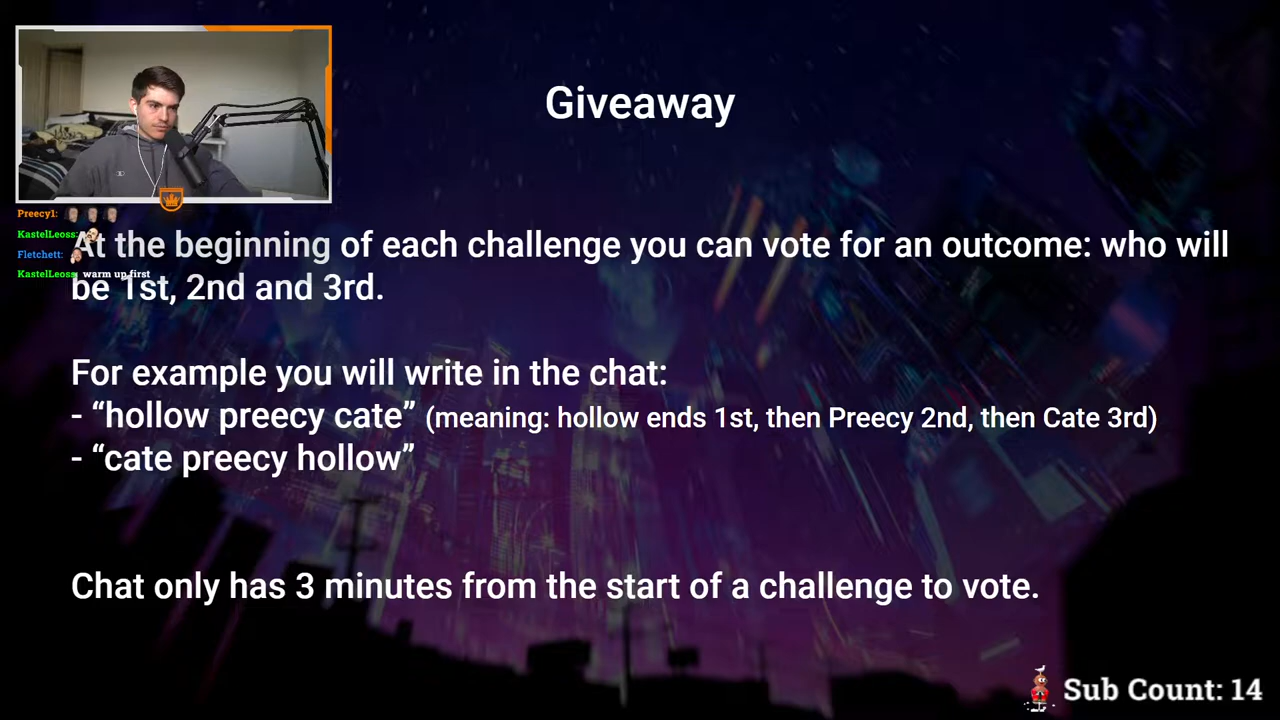 Giveaway
Preecy1:
KastelLeoss:
Fletchett:
KastelLeoss: warm up first
At the beginning of each challenge you can vote for an outcome: who will
be 1st, 2nd and 3rd.
For example you will write in the chat:
- “hollow preecy cate” (meaning: hollow ends 1st, then Preecy 2nd, then Cate 3rd)
- “cate preecy hollow”
Chat only has 3 minutes from the start of a challenge to vote.
Sub Count: 14